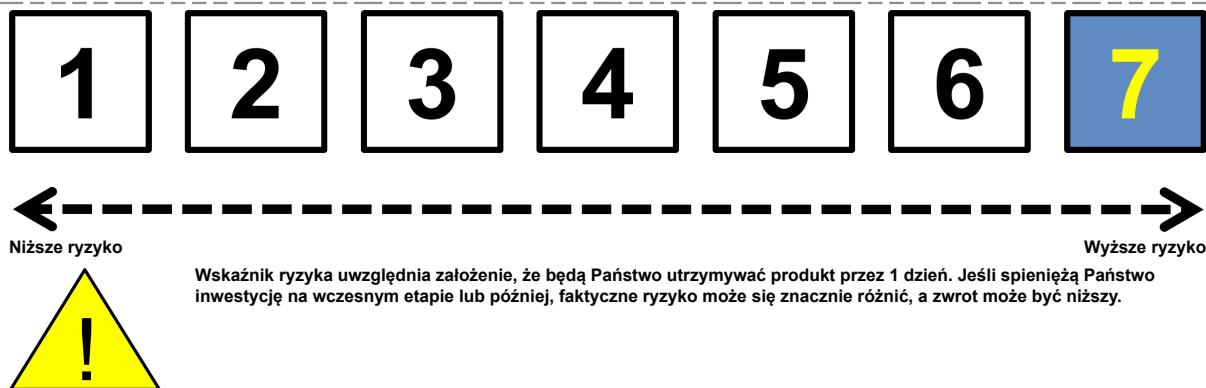 1 2 3 4 5 6 7
Niższe ryzyko
Wyższe ryzyko
Wskaźnik ryzyka uwzględnia założenie, że będą Państwo utrzymywać produkt przez 1 dzień. Jeśli spieniężą Państwo
inwestycję na wczesnym etapie lub później, faktyczne ryzyko może się znacznie różnić, a zwrot może być niższy.
!